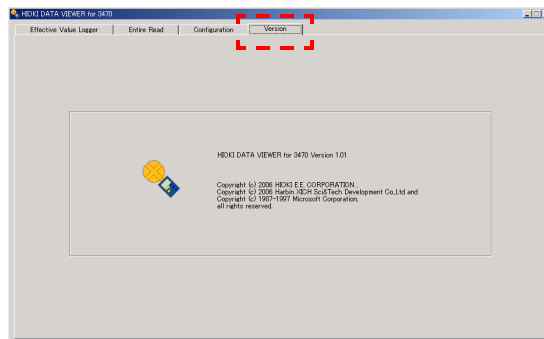 HIOKI DATA VIEWER for 3470
Effective Value Logger
Entire Read
Configuration
Version
HIOKI DATA VIEWER for 3470 Version 1.01
Copyright (c) 2006 HIOKI E.E. CORPORATION ,
Copyright (c) 2006 Harbin XICH Sci&Tech Development Co.,Ltd and
Copyright (c) 1987-1997 Microsoft Corporation,
all rights reserved.